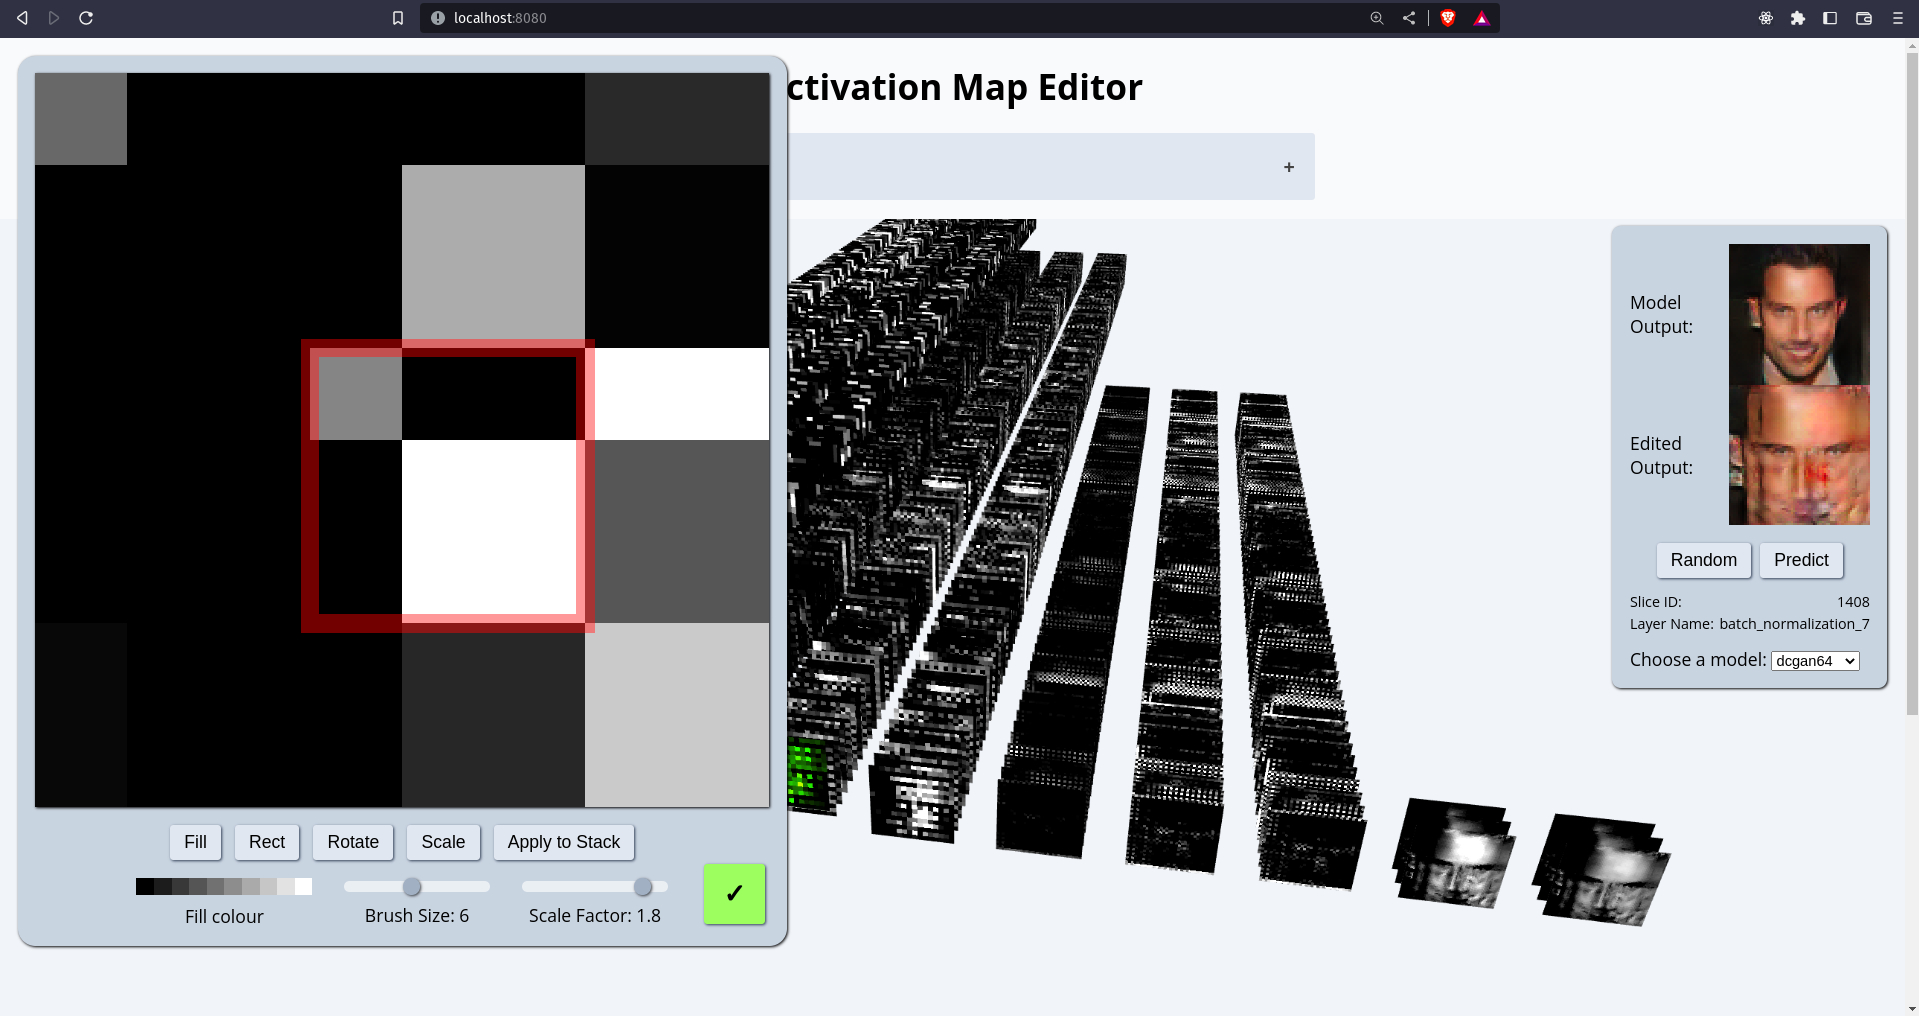 localhost:8080
ctivation Map Editor
+
Model
Output:
Edited
Output:
Random
Predict
Slice ID: 1408
Layer Name: batch_normalization_7
Choose a model: dcgan64
Fill
Rect
Rotate
Scale
Apply to Stack
✓
Fill colour
Brush Size: 6
Scale Factor: 1.8